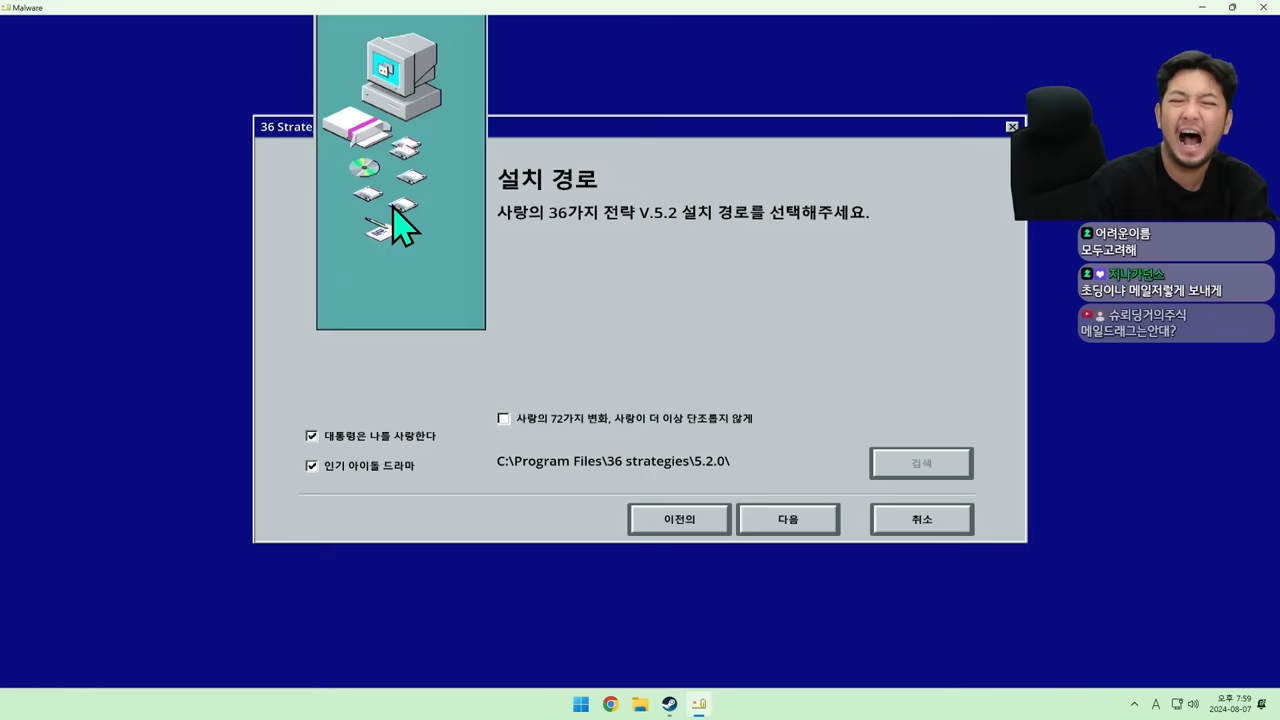 Malware
36 Strate
설치 경로
사랑의 36가지 전략 V.5.2 설치 경로를 선택해주세요.
어려운이름
모두고려해
지나가던소
초딩이냐 메일저렇게 보내게
슈뢰딩거의주식
메일드래그는안대?
사랑의 72가지 변화, 사랑이 더 이상 단조롭지 않게
대통령은 나를 사랑한다
인기 아이돌 드라마
C:\Program Files\36 strategies\5.2.0\
검색
이전의
다음
취소
A
오후 7:59
2024-08-07